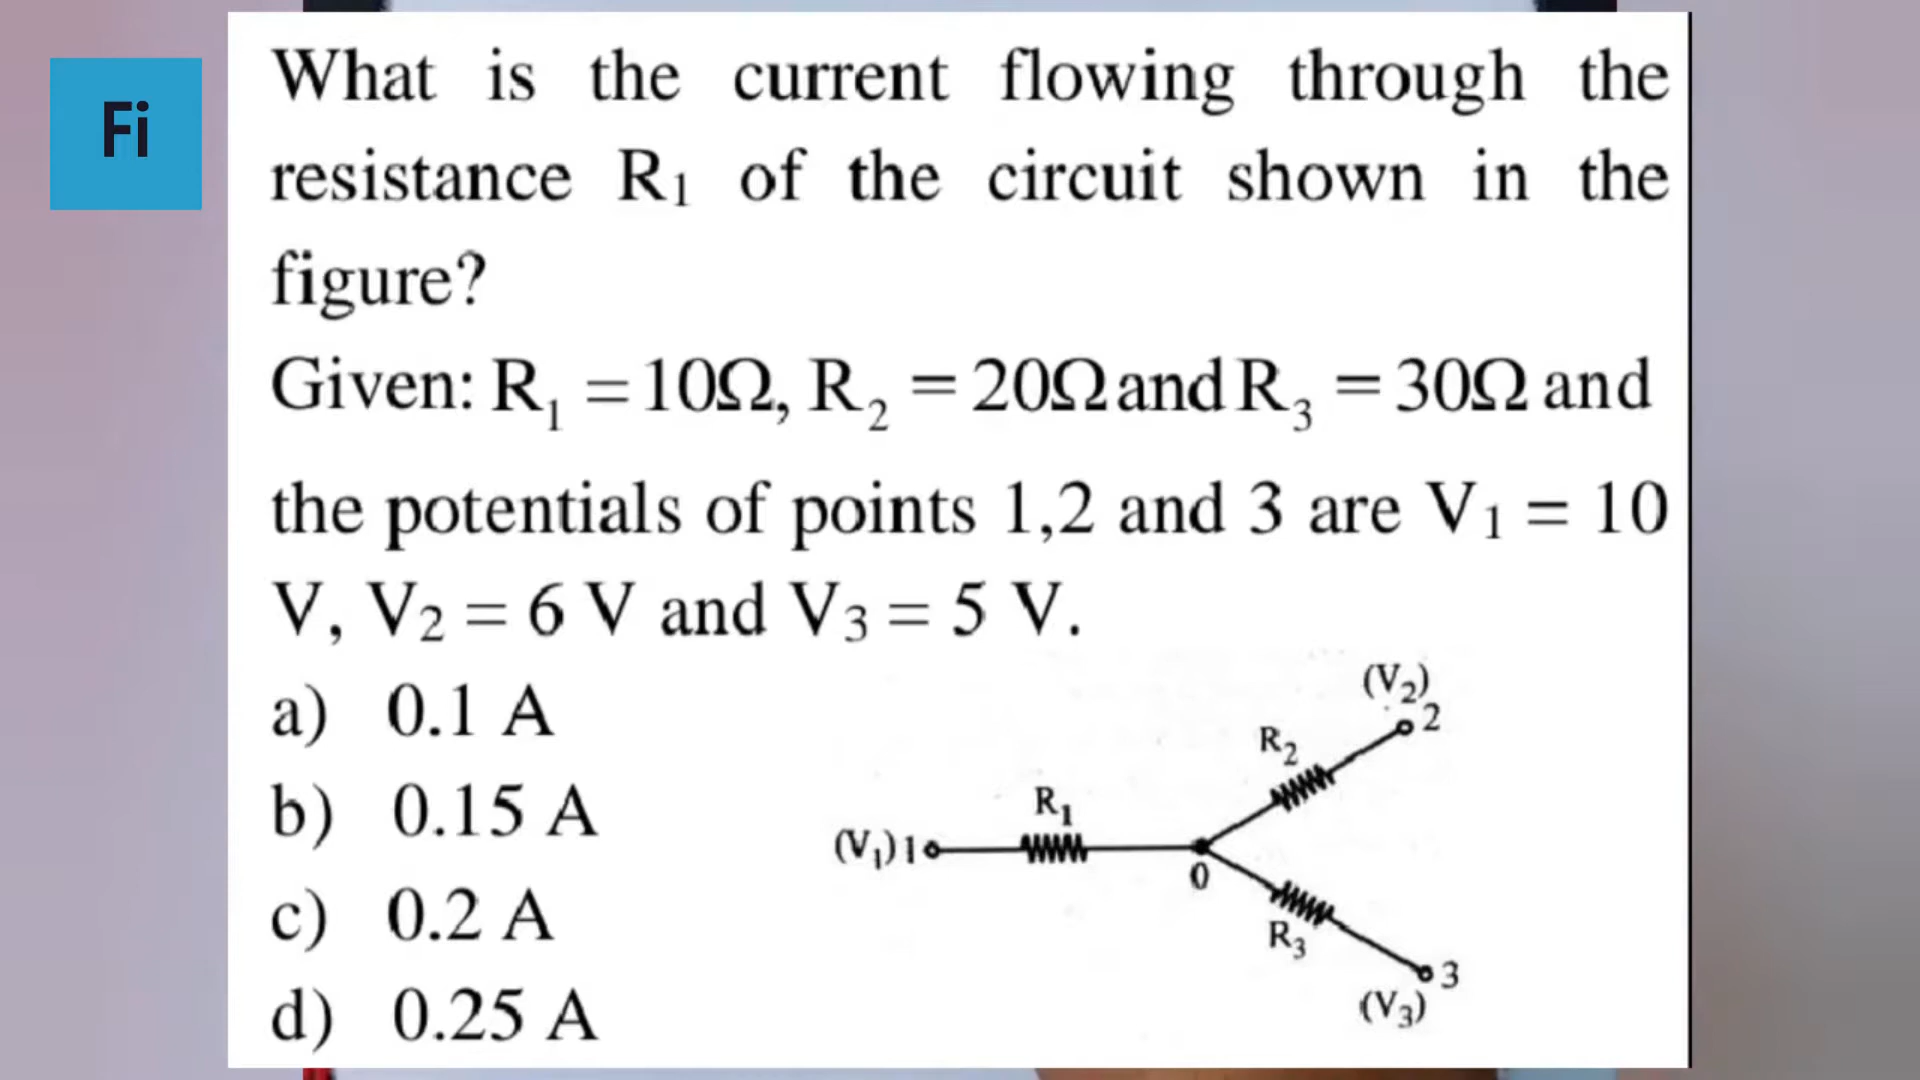 Fi
What is the current flowing through the
resistance R₁ of the circuit shown in the
figure?
Given: R₁ = 10Ω, R₂ = 20Ω and R₃ = 30Ω and
the potentials of points 1,2 and 3 are V₁ = 10
V, V₂ = 6 V and V₃ = 5 V.
a) 0.1 A
b) 0.15 A
c) 0.2 A
d) 0.25 A
(V₂)
2
R₂
R₁
(V₁) 1
0
R₃
3
(V₃)